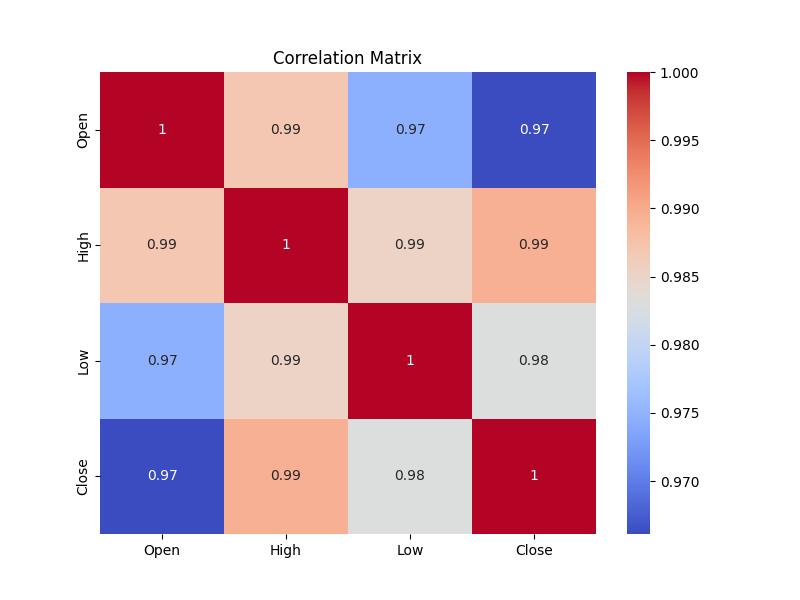 Correlation Matrix
Open 1 0.99 0.97 0.97
High 0.99 1 0.99 0.99
Low 0.97 0.99 1 0.98
Close 0.97 0.99 0.98 1
Open High Low Close
1.000
0.995
0.990
0.985
0.980
0.975
0.970